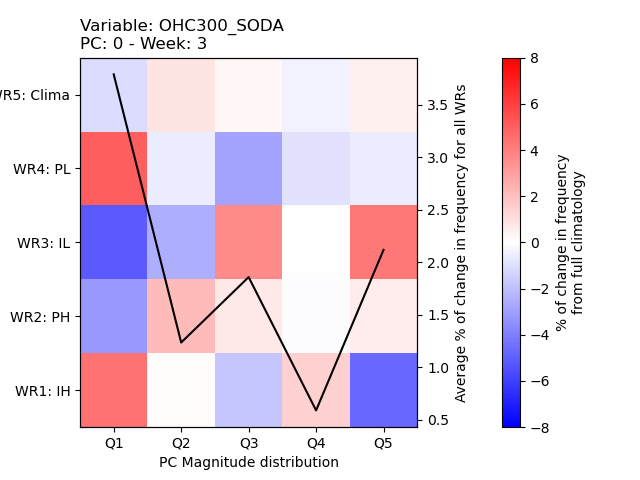 Variable: OHC300_SODA
PC: 0 - Week: 3
WR5: Clima
WR4: PL
WR3: IL
WR2: PH
WR1: IH
Q1 Q2 Q3 Q4 Q5
PC Magnitude distribution
3.5
3.0
2.5
2.0
1.5
1.0
0.5
Average % of change in frequency for all WRs
8
6
4
2
0
−2
−4
−6
−8
% of change in frequency
from full climatology